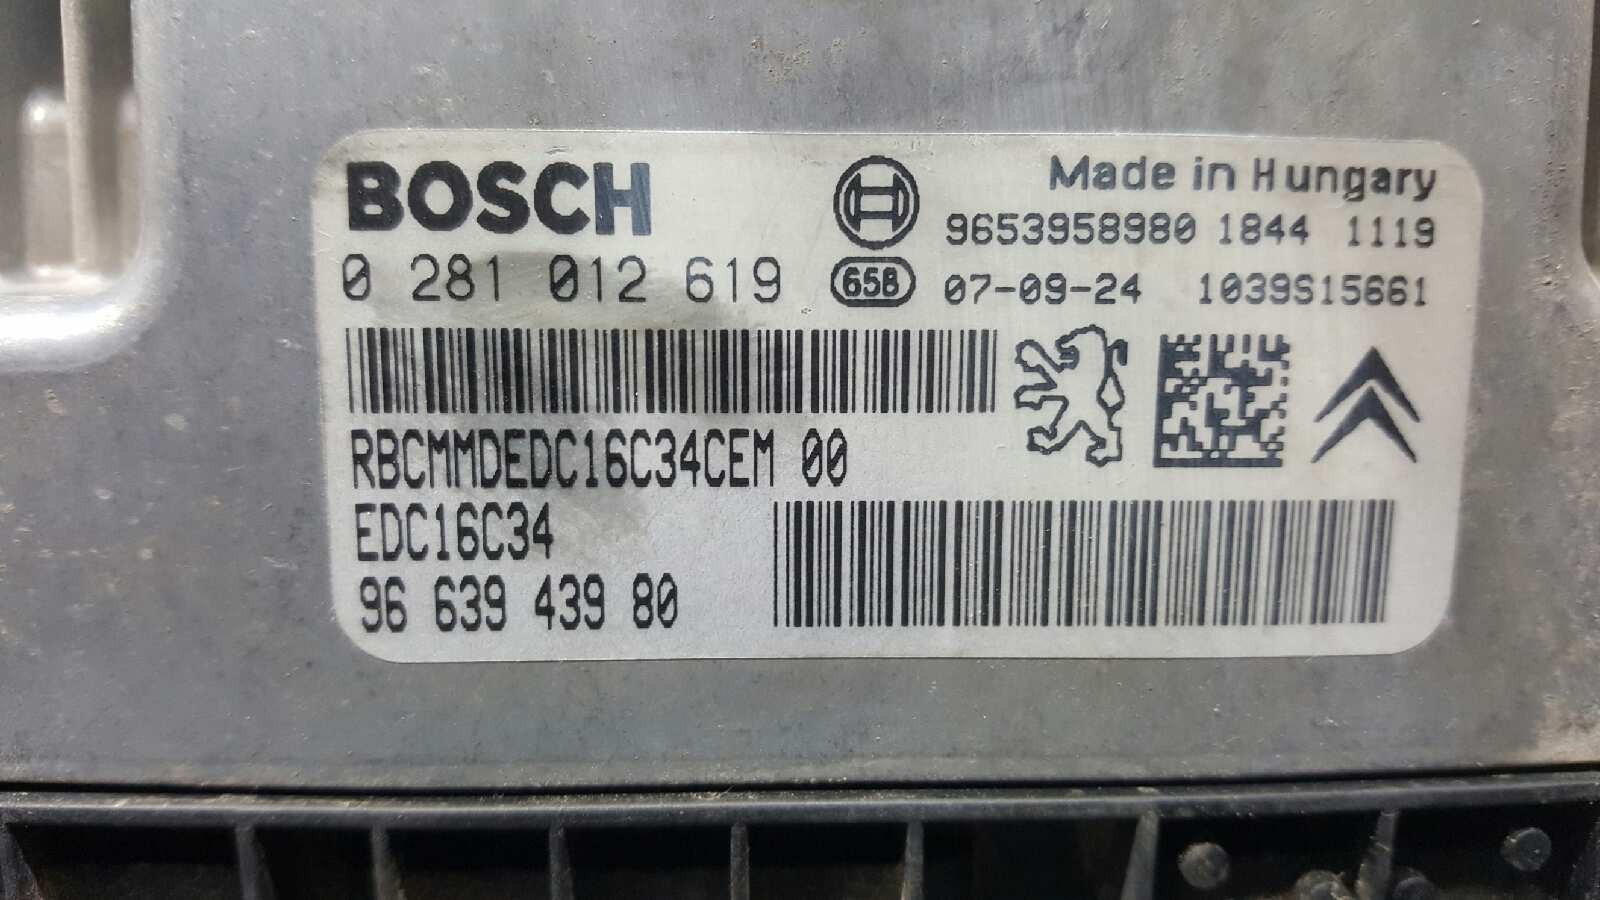 BOSCH
Made in Hungary
9653958980 1844 1119
0 281 012 619
65B
07-09-24 1039S15661
RBCMMDEDC16C34CEM 00
EDC16C34
96 639 439 80